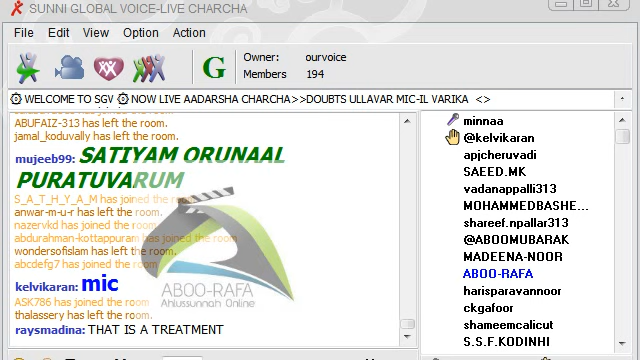 SUNNI GLOBAL VOICE-LIVE CHARCHA
File Edit View Option Action
G
Owner: ourvoice
Members 194
WELCOME TO SGV NOW LIVE AADARSHA CHARCHA>>DOUBTS ULLAVAR MIC-IL VARIKA <>
ABUFAIZ-313 has left the room.
jamal_koduvally has left the room.
mujeeb99: SATIYAM ORUNAAL
PURATUVARUM
S_A_T_H_Y_A_M has joined the room.
anwar-m-u-r has left the room.
nazervkd has joined the room.
abdurahman-kottappuram has joined the room.
wondersofislam has left the room.
abcdefg7 has joined the room.
kelvikaran: mic
ASK786 has joined the room.
thalassery has left the room.
raysmadina: THAT IS A TREATMENT
ABOO-RAFA
Ahlussunnah Online
minnaa
@kelvikaran
apjcheruvadi
SAEED.MK
vadanappalli313
MOHAMMEDBASHE...
shareef.npallar313
@ABOOMUBARAK
MADEENA-NOOR
ABOO-RAFA
harisparavannoor
ckgafoor
shameemcalicut
S.S.F.KODINHI